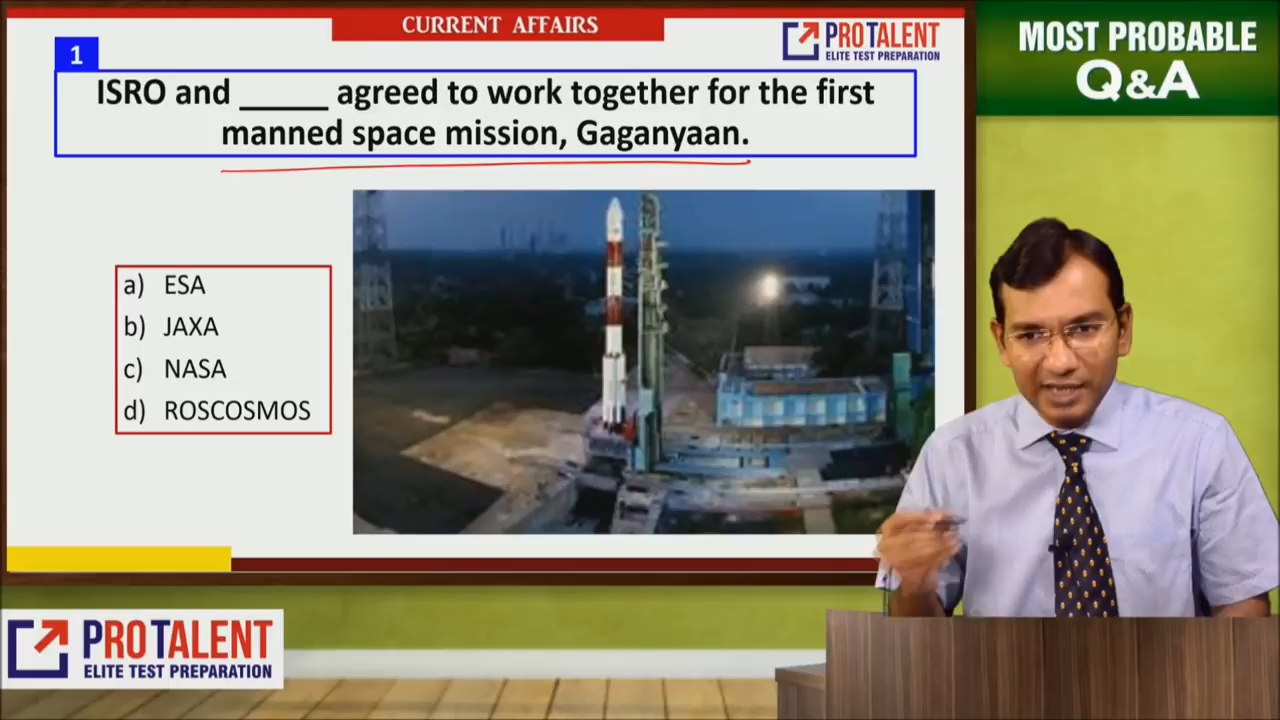 CURRENT AFFAIRS
PROTALENT
ELITE TEST PREPARATION
MOST PROBABLE
Q&A
1
ISRO and _____ agreed to work together for the first
manned space mission, Gaganyaan.
a) ESA
b) JAXA
c) NASA
d) ROSCOSMOS
PROTALENT
ELITE TEST PREPARATION